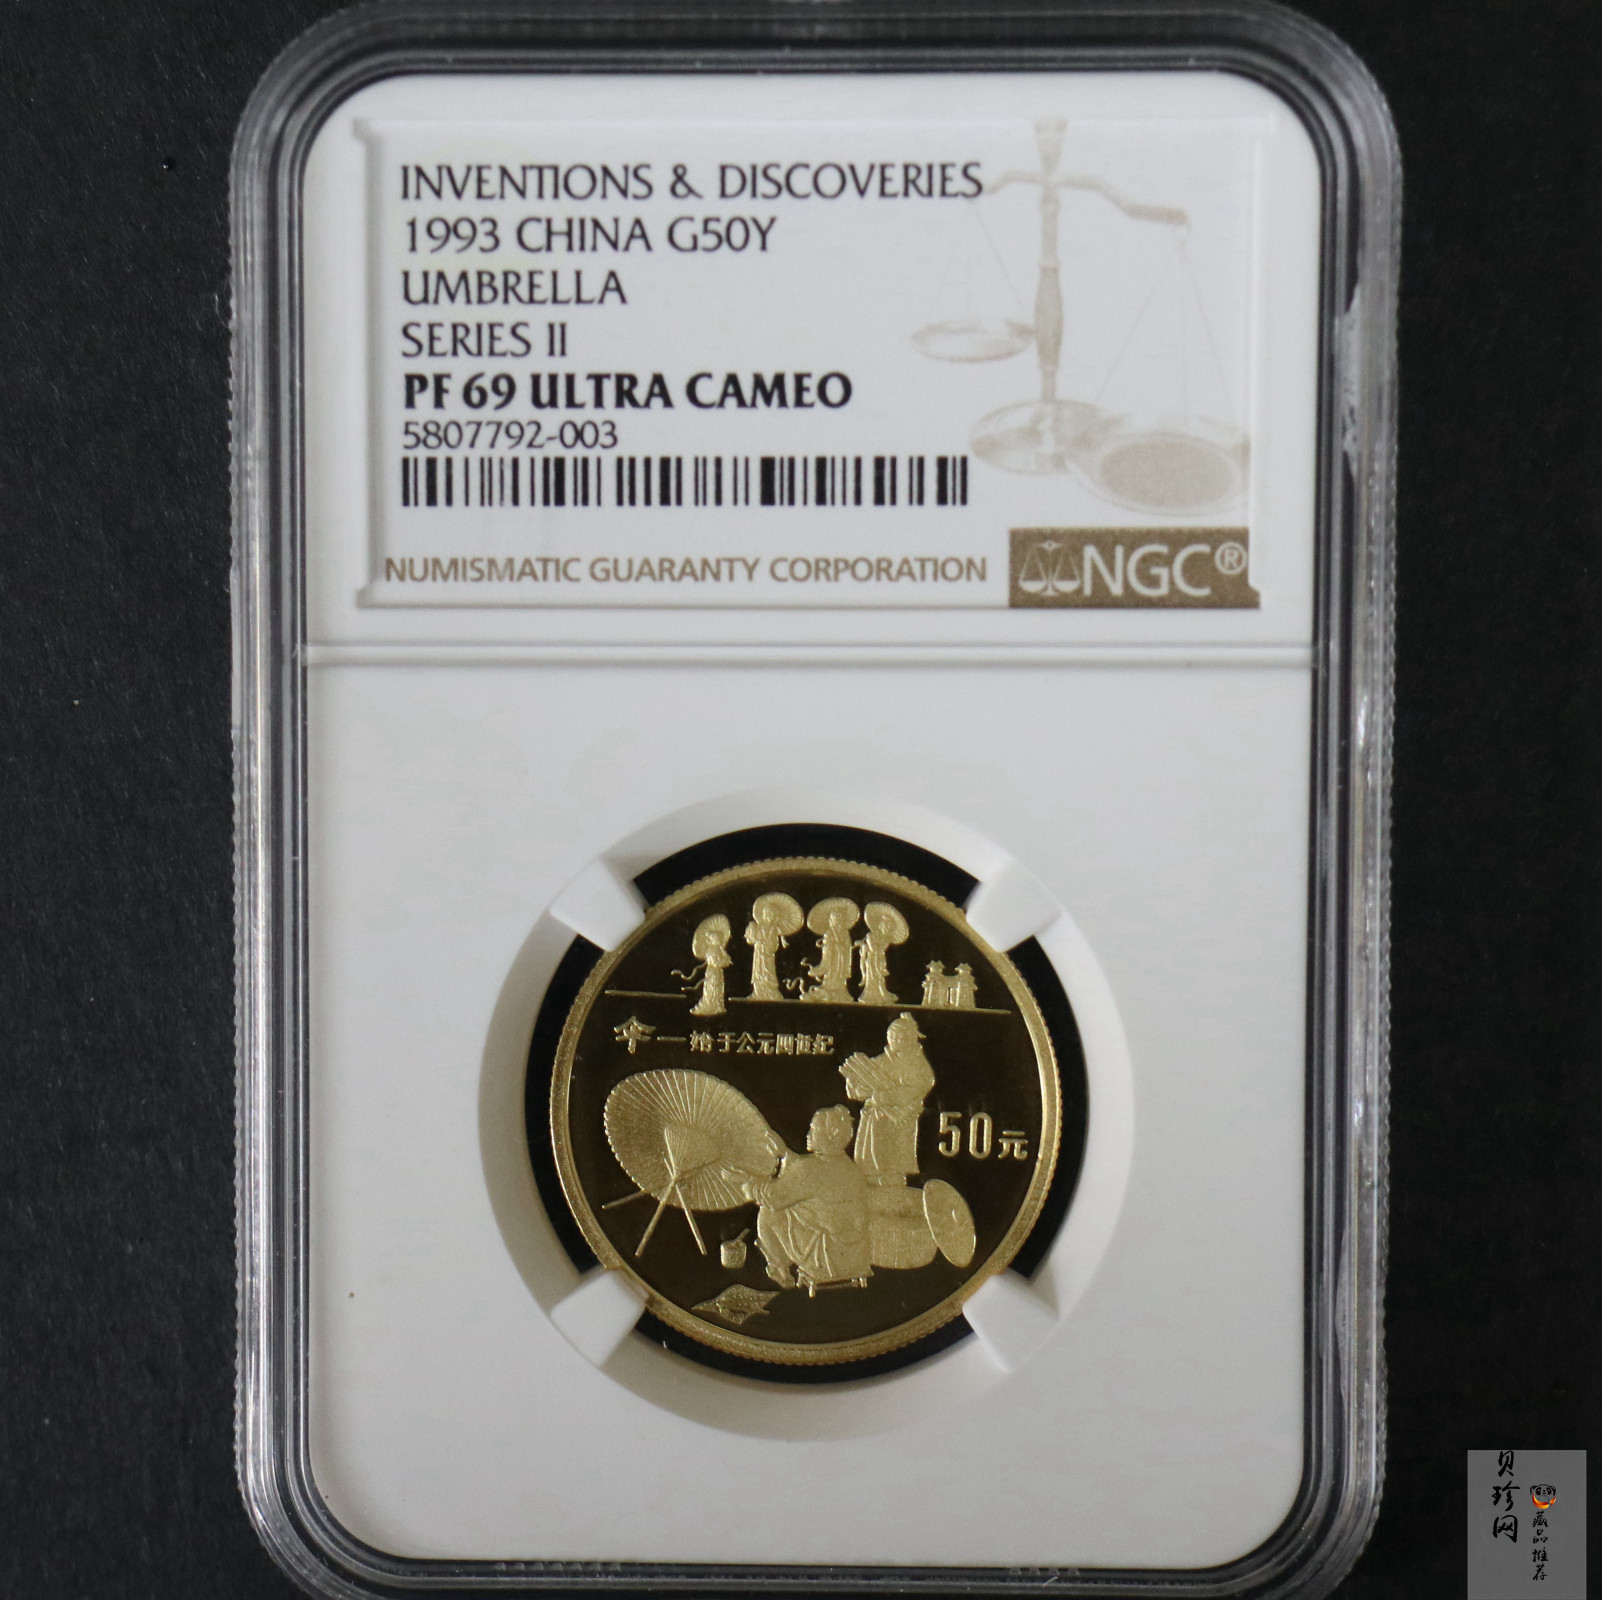 INVENTIONS & DISCOVERIES
1993 CHINA G50Y
UMBRELLA
SERIES II
PF 69 ULTRA CAMEO
5807792-003
NUMISMATIC GUARANTY CORPORATION
NGC®
伞—始于公元四世纪
50元
贝珍网
藏品推荐